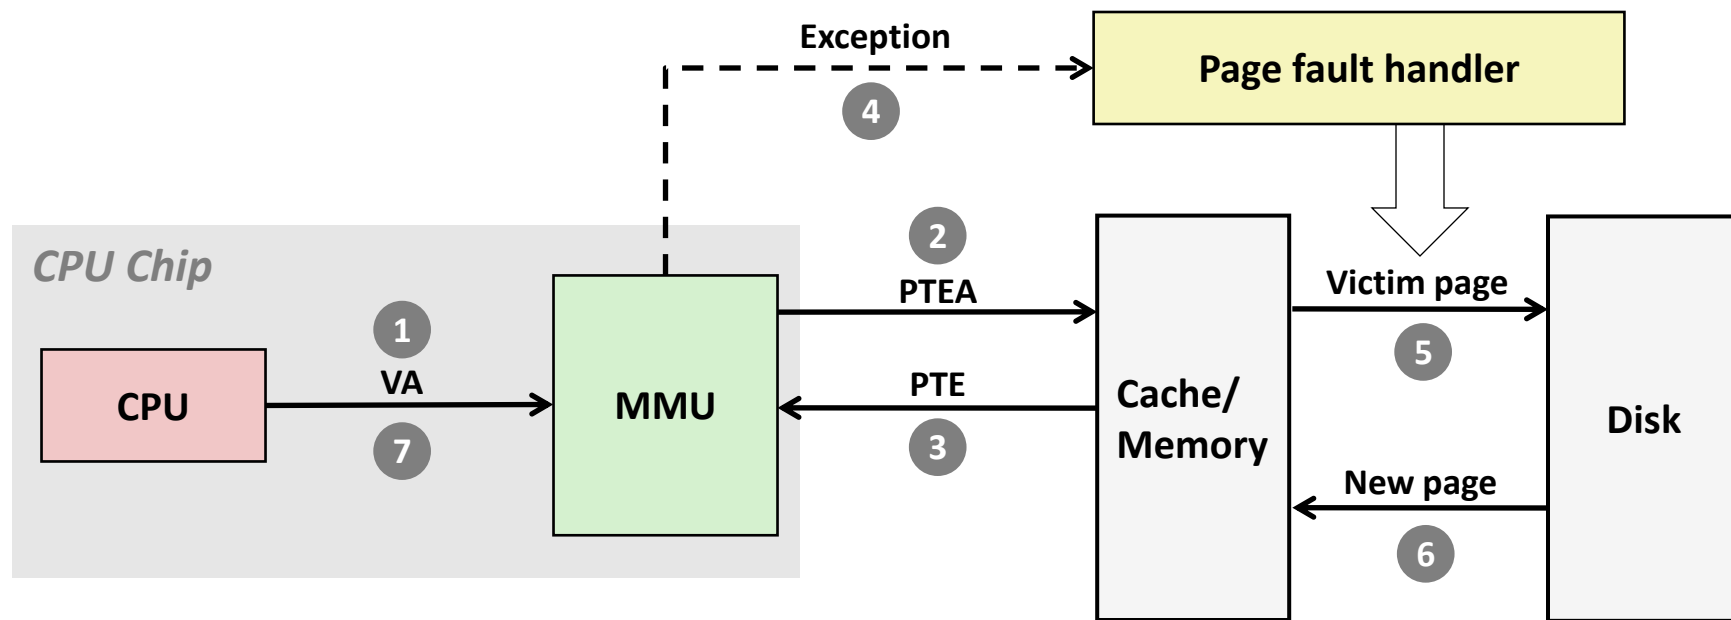 Exception
4
Page fault handler
CPU Chip
2
PTEA
Victim page
5
1
VA
7
CPU
MMU
PTE
3
Cache/
Memory
Disk
New page
6